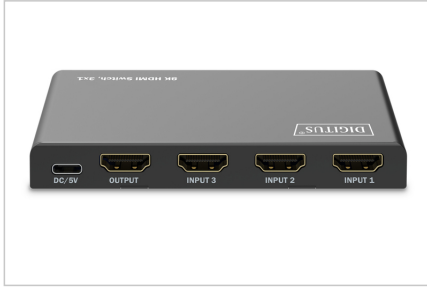 8K HDMI Switch, 3x1
DIGITUS®
DC/5V OUTPUT INPUT 3 INPUT 2 INPUT 1